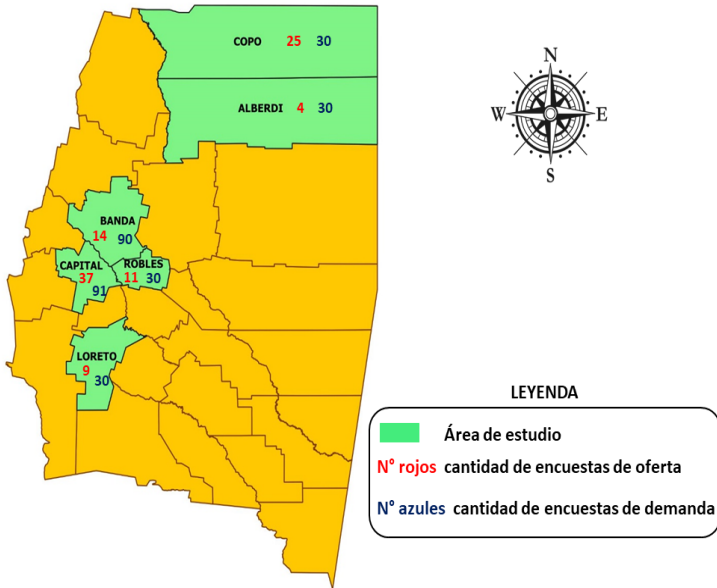 COPO 25 30
ALBERDI 4 30
BANDA
14 90
CAPITAL
37
91
ROBLES
11 30
LORETO
9
30
N
W E
S
LEYENDA
Área de estudio
N° rojos cantidad de encuestas de oferta
N° azules cantidad de encuestas de demanda